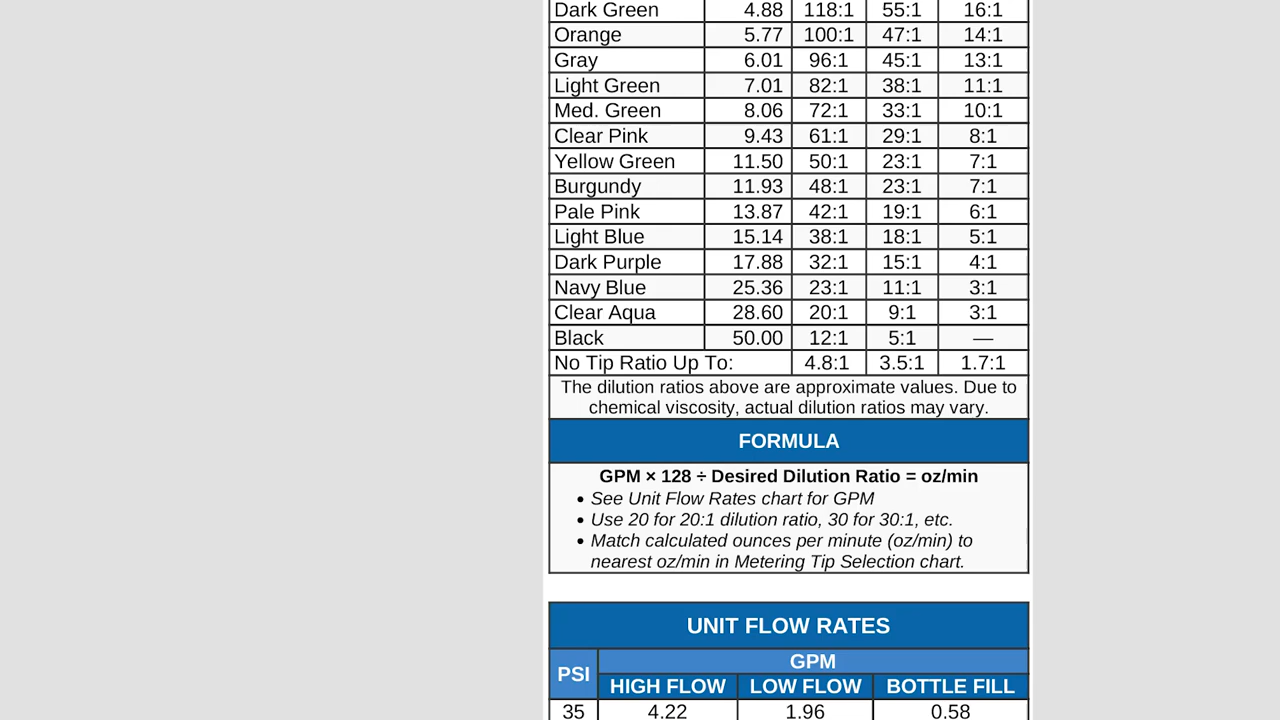 Dark Green 4.88 118:1 55:1 16:1
Orange 5.77 100:1 47:1 14:1
Gray 6.01 96:1 45:1 13:1
Light Green 7.01 82:1 38:1 11:1
Med. Green 8.06 72:1 33:1 10:1
Clear Pink 9.43 61:1 29:1 8:1
Yellow Green 11.50 50:1 23:1 7:1
Burgundy 11.93 48:1 23:1 7:1
Pale Pink 13.87 42:1 19:1 6:1
Light Blue 15.14 38:1 18:1 5:1
Dark Purple 17.88 32:1 15:1 4:1
Navy Blue 25.36 23:1 11:1 3:1
Clear Aqua 28.60 20:1 9:1 3:1
Black 50.00 12:1 5:1 —
No Tip Ratio Up To: 4.8:1 3.5:1 1.7:1
The dilution ratios above are approximate values. Due to
chemical viscosity, actual dilution ratios may vary.
FORMULA
GPM × 128 ÷ Desired Dilution Ratio = oz/min
• See Unit Flow Rates chart for GPM
• Use 20 for 20:1 dilution ratio, 30 for 30:1, etc.
• Match calculated ounces per minute (oz/min) to
nearest oz/min in Metering Tip Selection chart.
UNIT FLOW RATES
PSI GPM
HIGH FLOW LOW FLOW BOTTLE FILL
35 4.22 1.96 0.58